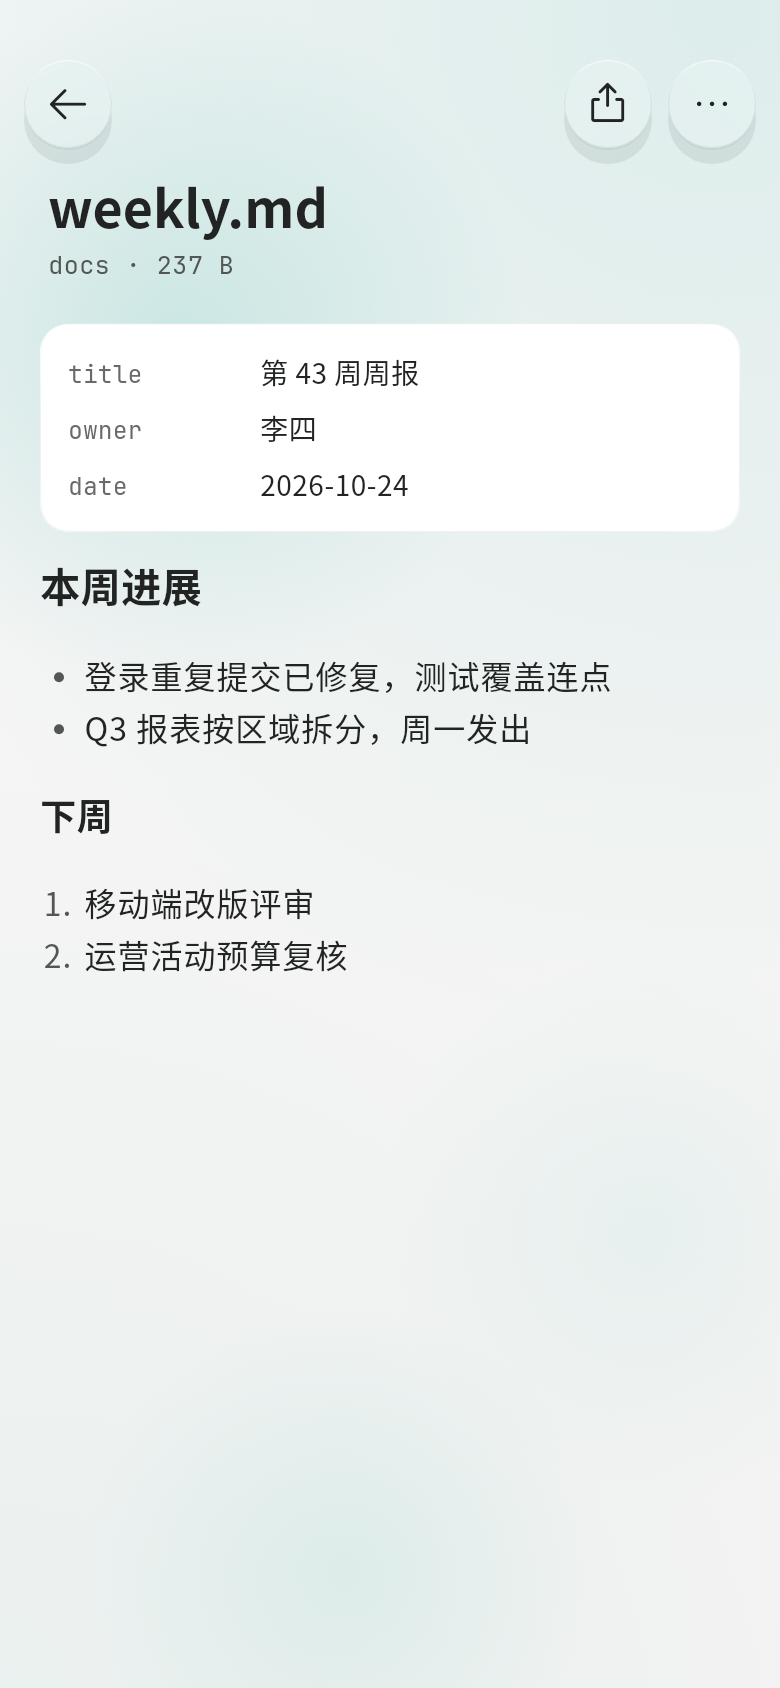 weekly.md
docs · 237 B
title 第 43 周周报
owner 李四
date 2026-10-24
本周进展
• 登录重复提交已修复，测试覆盖连点
• Q3 报表按区域拆分，周一发出
下周
1. 移动端改版评审
2. 运营活动预算复核